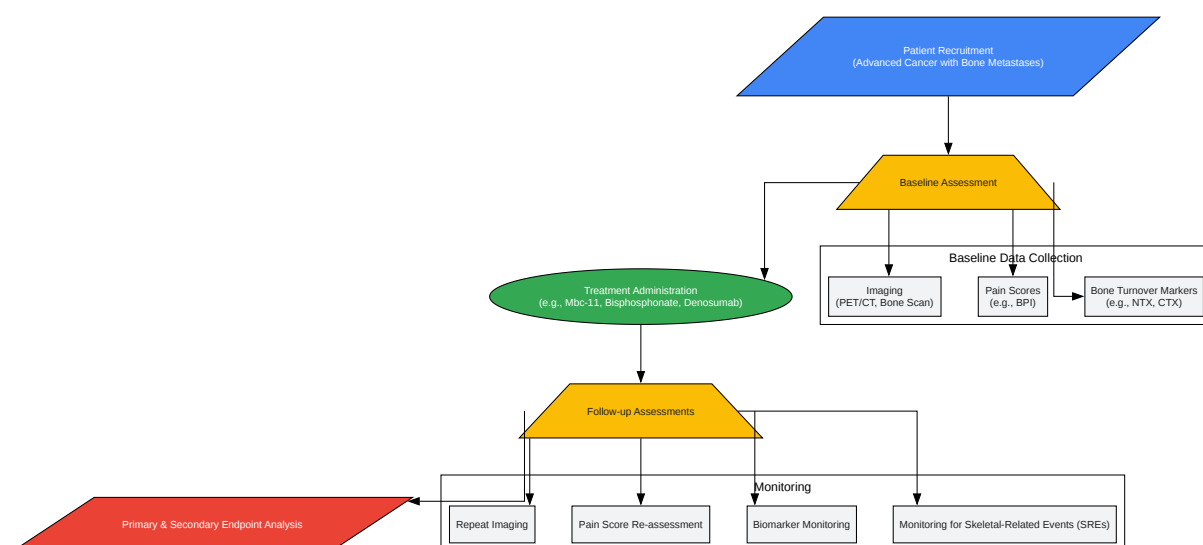 Patient Recruitment
(Advanced Cancer with Bone Metastases)
Baseline Assessment
Baseline Data Collection
Imaging
(PET/CT, Bone Scan)
Pain Scores
(e.g., BPI)
Bone Turnover Markers
(e.g., NTX, CTX)
Treatment Administration
(e.g., Mbc-11, Bisphosphonate, Denosumab)
Follow-up Assessments
Monitoring
Repeat Imaging
Pain Score Re-assessment
Biomarker Monitoring
Monitoring for Skeletal-Related Events (SREs)
Primary & Secondary Endpoint Analysis